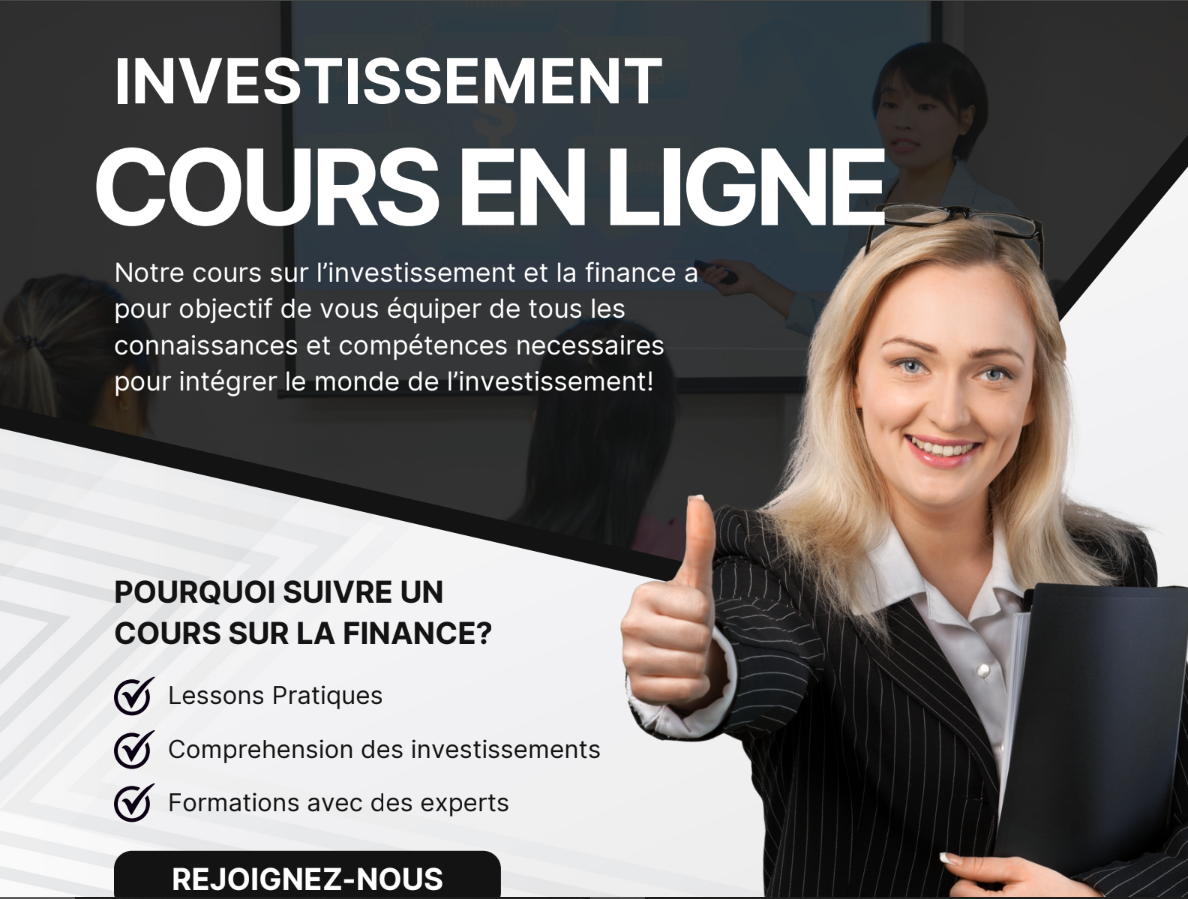 INVESTISSEMENT
COURS EN LIGNE
Notre cours sur l’investissement et la finance a
pour objectif de vous équiper de tous les
connaissances et compétences necessaires
pour intégrer le monde de l’investissement!
POURQUOI SUIVRE UN
COURS SUR LA FINANCE?
Lessons Pratiques
Comprehension des investissements
Formations avec des experts
REJOIGNEZ-NOUS